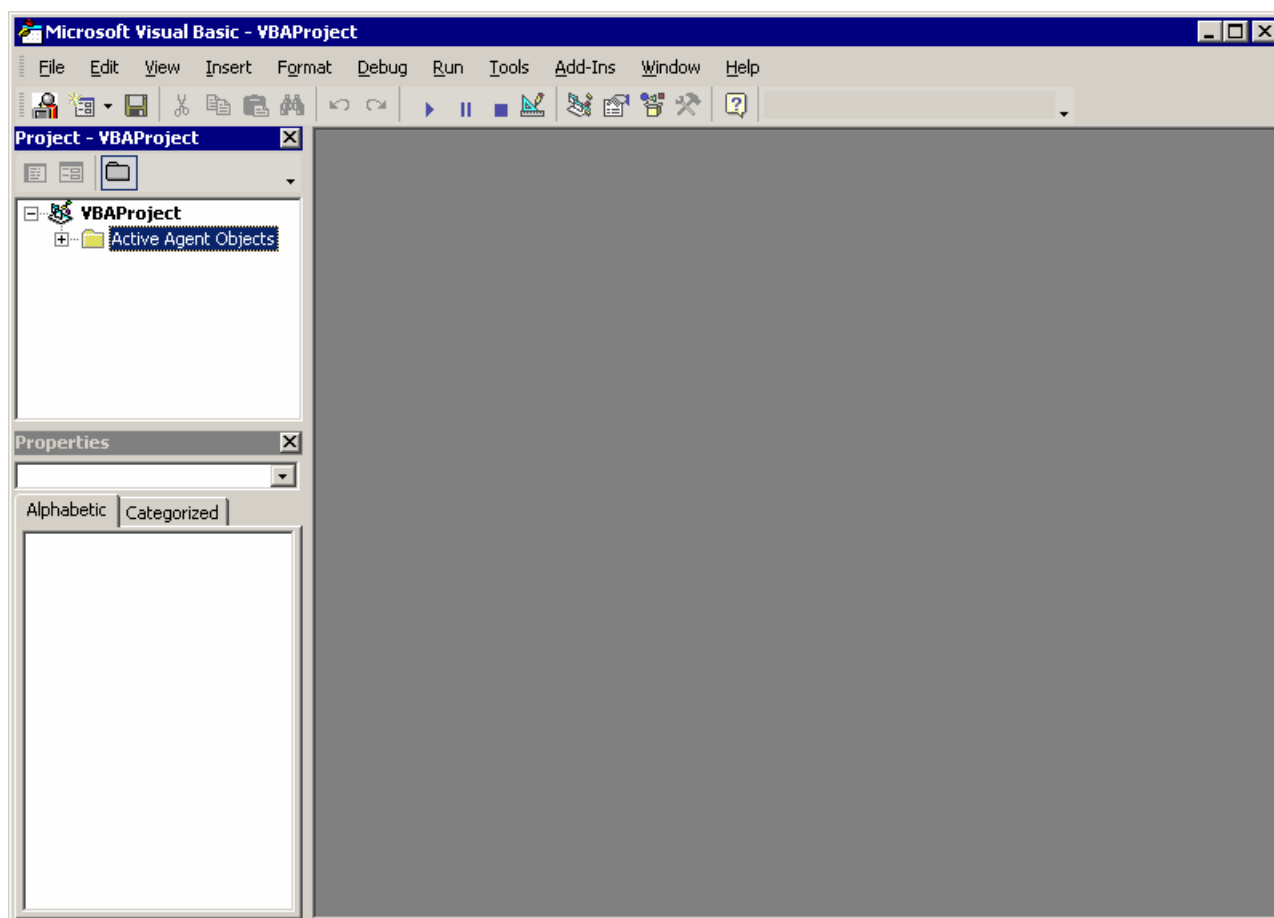 Microsoft Visual Basic - VBAProject
File Edit View Insert Format Debug Run Tools Add-Ins Window Help
Project - VBAProject
VBAProject
Active Agent Objects
Properties
Alphabetic Categorized